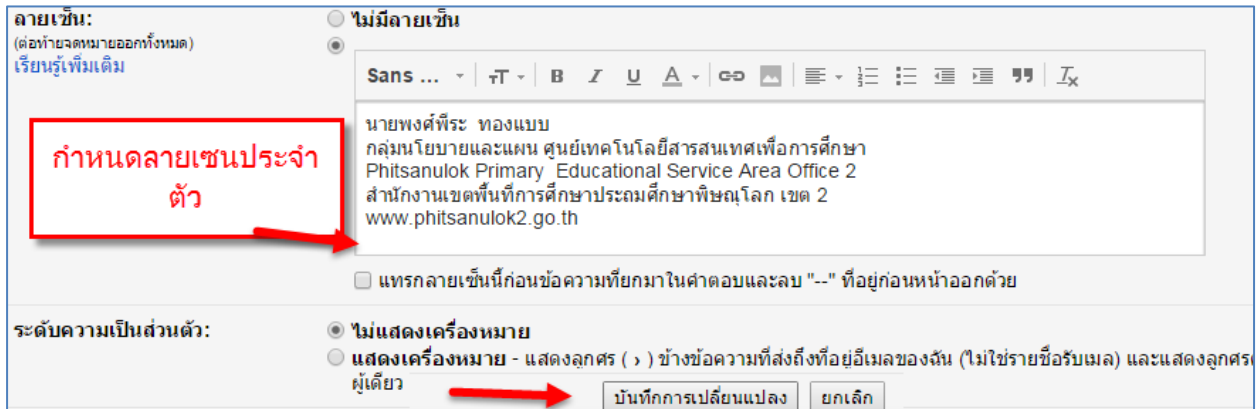 ลายเซ็น:
(ต่อท้ายจดหมายออกทั้งหมด)
เรียนรู้เพิ่มเติม
ไม่มีลายเซ็น
Sans ...
นายพงศ์พีระ ทองแบบ
กลุ่มนโยบายและแผน ศูนย์เทคโนโลยีสารสนเทศเพื่อการศึกษา
Phitsanulok Primary Educational Service Area Office 2
สำนักงานเขตพื้นที่การศึกษาประถมศึกษาพิษณุโลก เขต 2
www.phitsanulok2.go.th
กำหนดลายเซนประจำ
ตัว
แทรกลายเซ็นนี้ก่อนข้อความที่ยกมาในคำตอบและลบ "--" ที่อยู่ก่อนหน้าออกด้วย
ระดับความเป็นส่วนตัว:
ไม่แสดงเครื่องหมาย
แสดงเครื่องหมาย - แสดงลูกศร ( › ) ข้างข้อความที่ส่งถึงที่อยู่อีเมลของฉัน (ไม่ใช่รายชื่อรับเมล) และแสดงลูกศร
ผู้เดียว
บันทึกการเปลี่ยนแปลง ยกเลิก